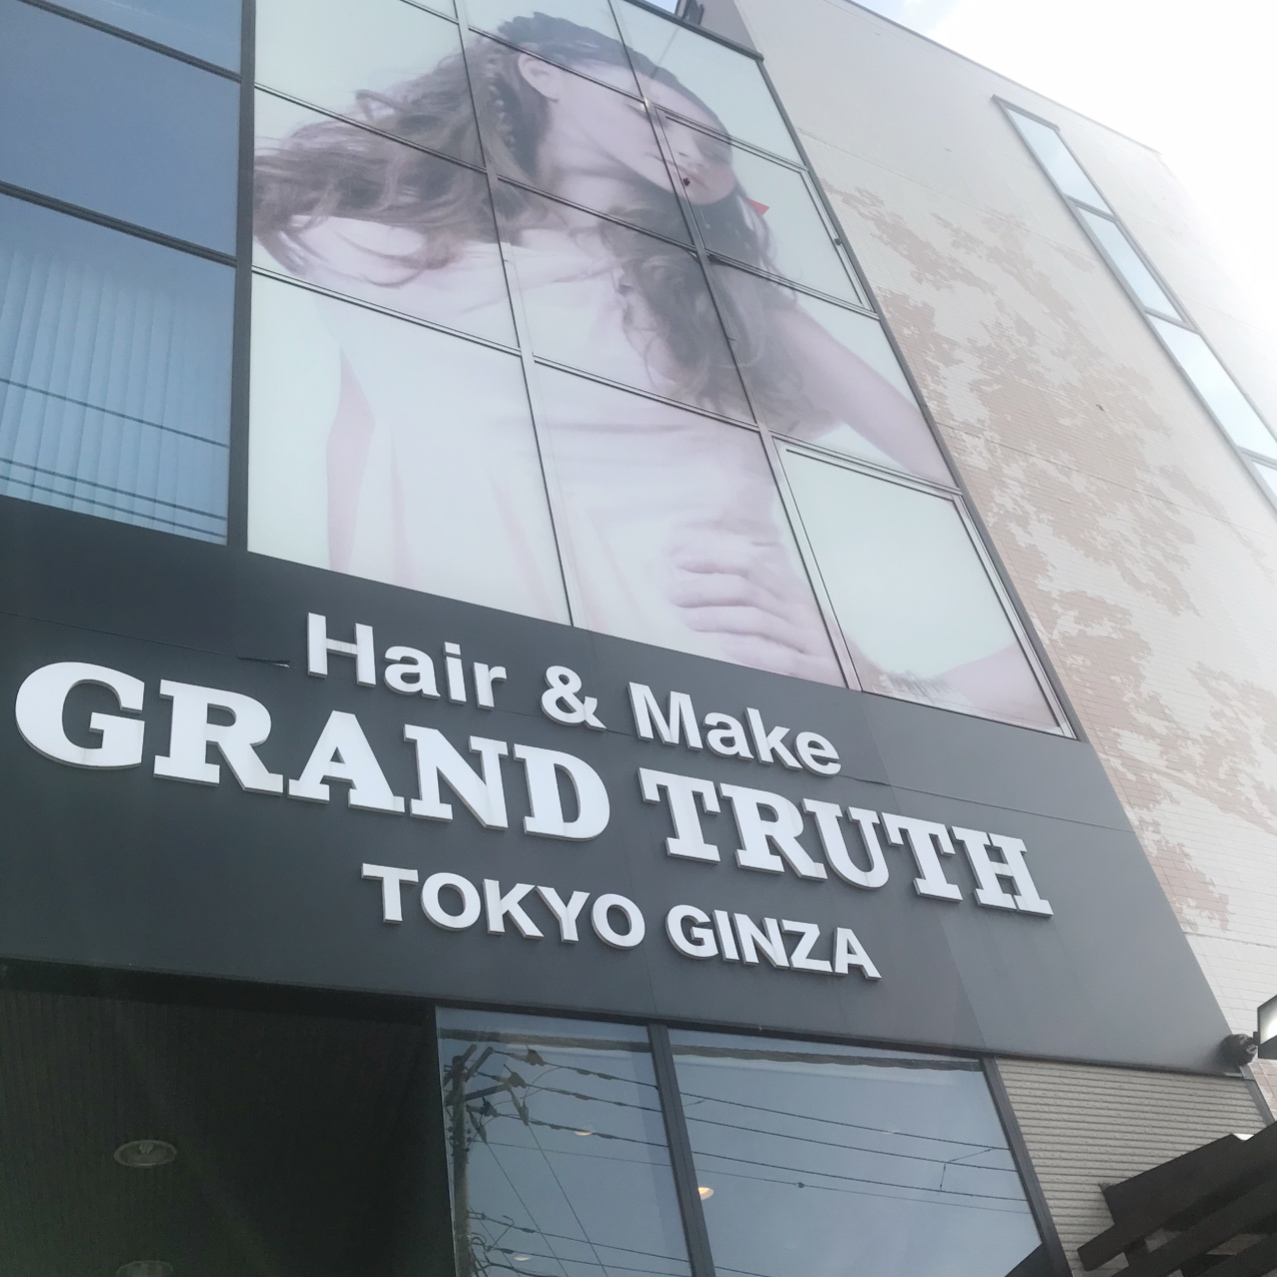 Hair & Make
GRAND TRUTH
TOKYO GINZA